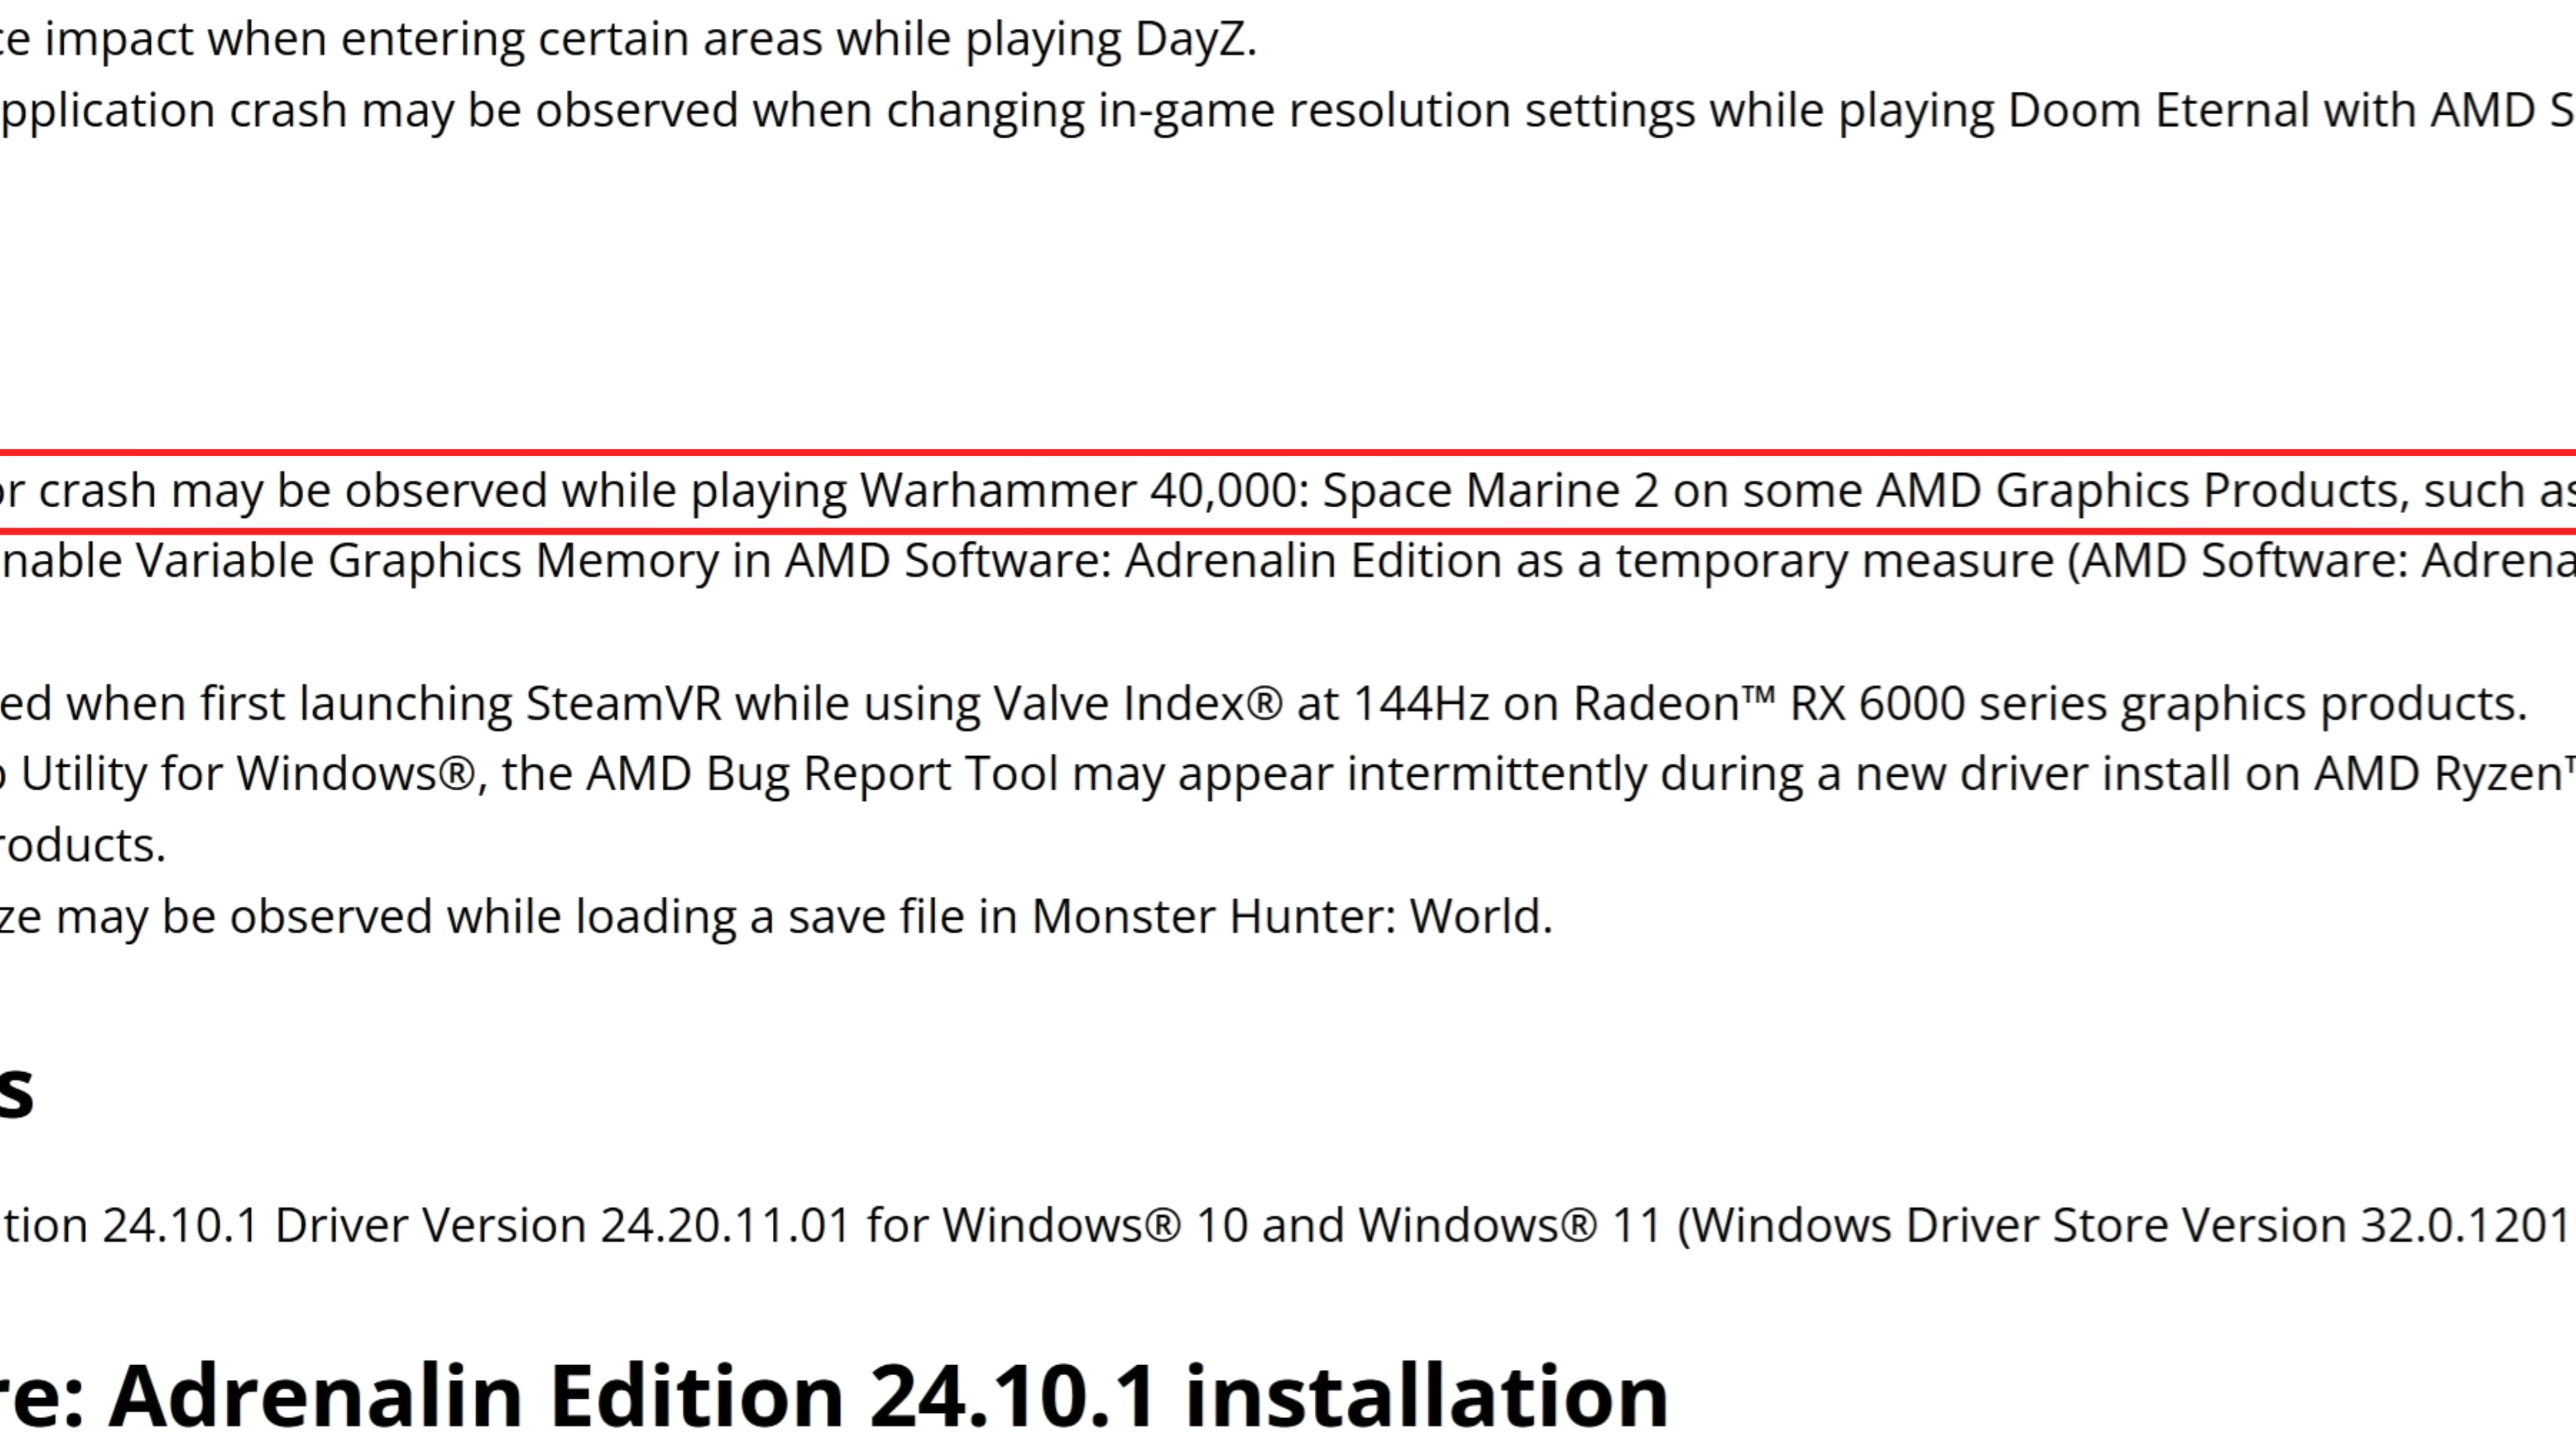 ce impact when entering certain areas while playing DayZ.
pplication crash may be observed when changing in-game resolution settings while playing Doom Eternal with AMD S
or crash may be observed while playing Warhammer 40,000: Space Marine 2 on some AMD Graphics Products, such as
nable Variable Graphics Memory in AMD Software: Adrenalin Edition as a temporary measure (AMD Software: Adrena
ed when first launching SteamVR while using Valve Index® at 144Hz on Radeon™ RX 6000 series graphics products.
p Utility for Windows®, the AMD Bug Report Tool may appear intermittently during a new driver install on AMD Ryzen™
roducts.
ze may be observed while loading a save file in Monster Hunter: World.
s
tion 24.10.1 Driver Version 24.20.11.01 for Windows® 10 and Windows® 11 (Windows Driver Store Version 32.0.1201
re: Adrenalin Edition 24.10.1 installation